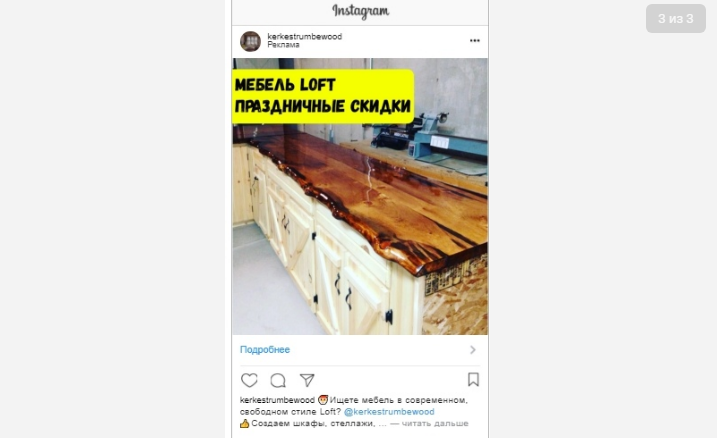 Instagram
3 из 3
kerkestrumbewood
Реклама
МЕБЕЛЬ LOFT
ПРАЗДНИЧНЫЕ СКИДКИ
Подробнее
kerkestrumbewood 🎅Ищете мебель в современном,
свободном стиле Loft? @kerkestrumbewood
👍Создаем шкафы, стеллажи, ... — читать дальше